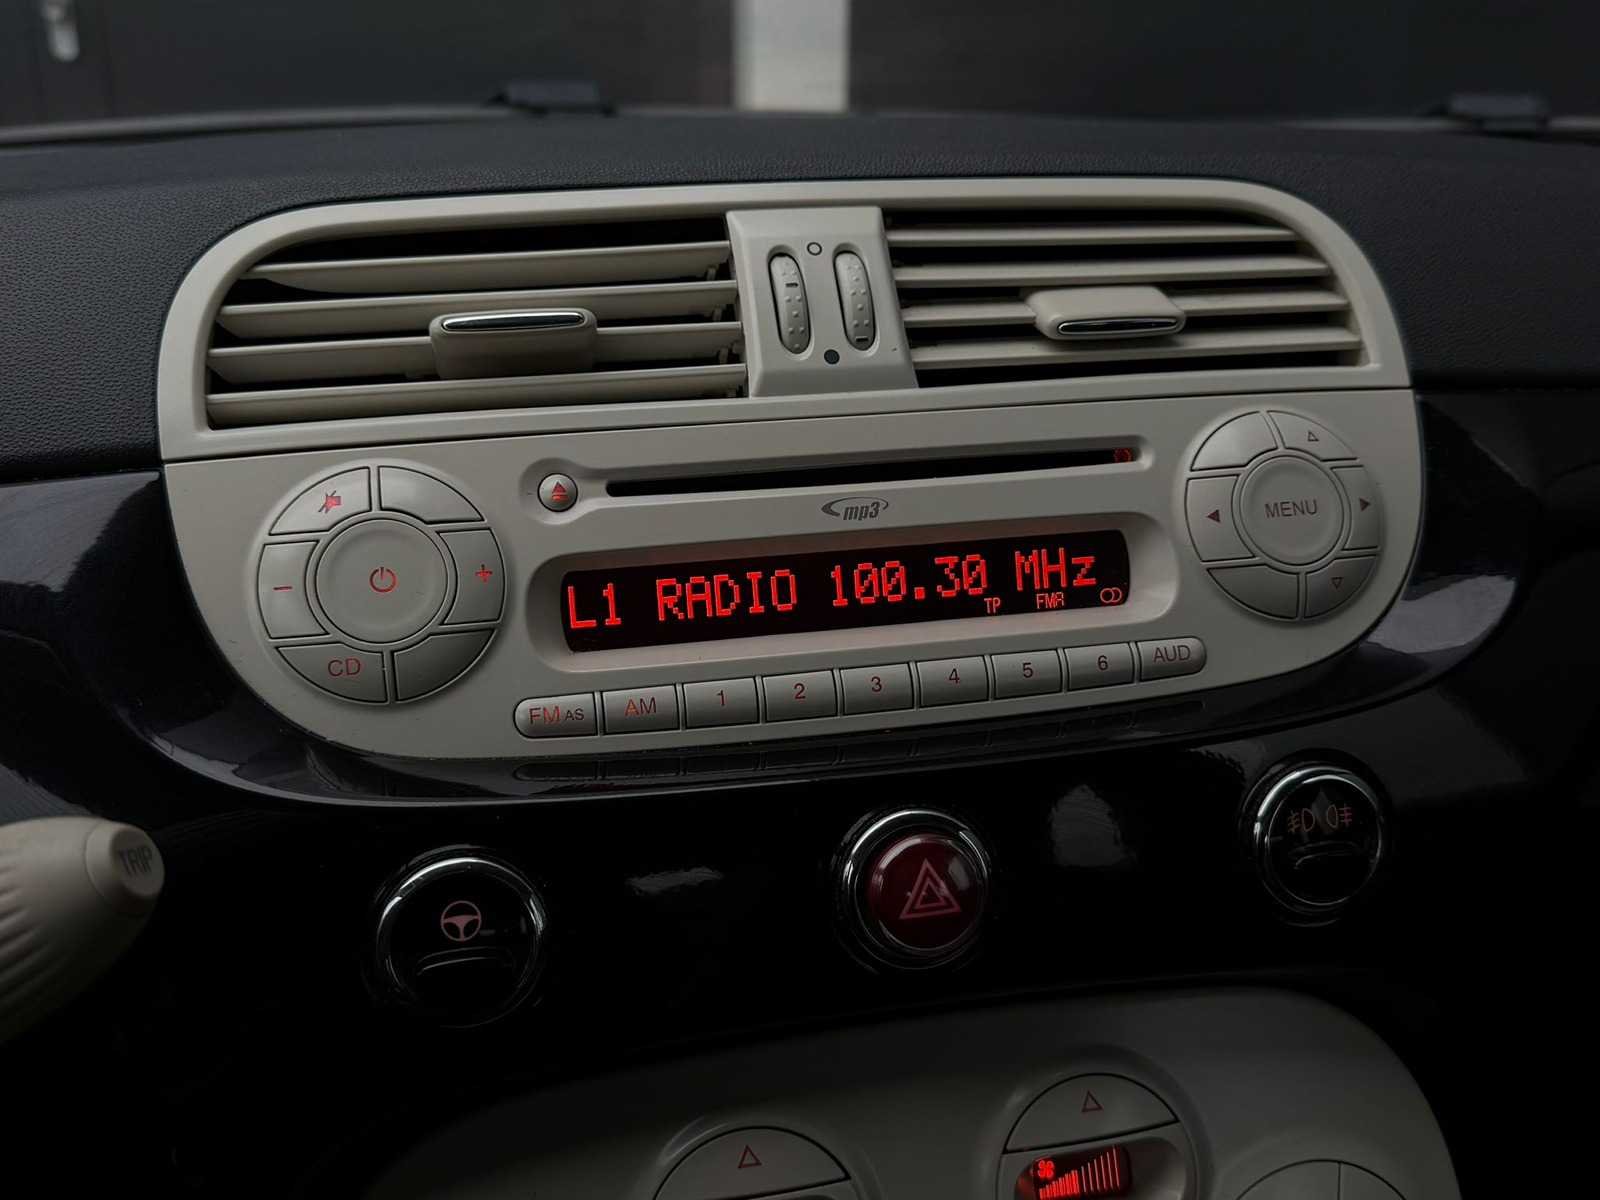 mp3
MENU
L1 RADIO 100.30 MHz
TP FMA
CD
FM AS AM 1 2 3 4 5 6 AUD
TRIP